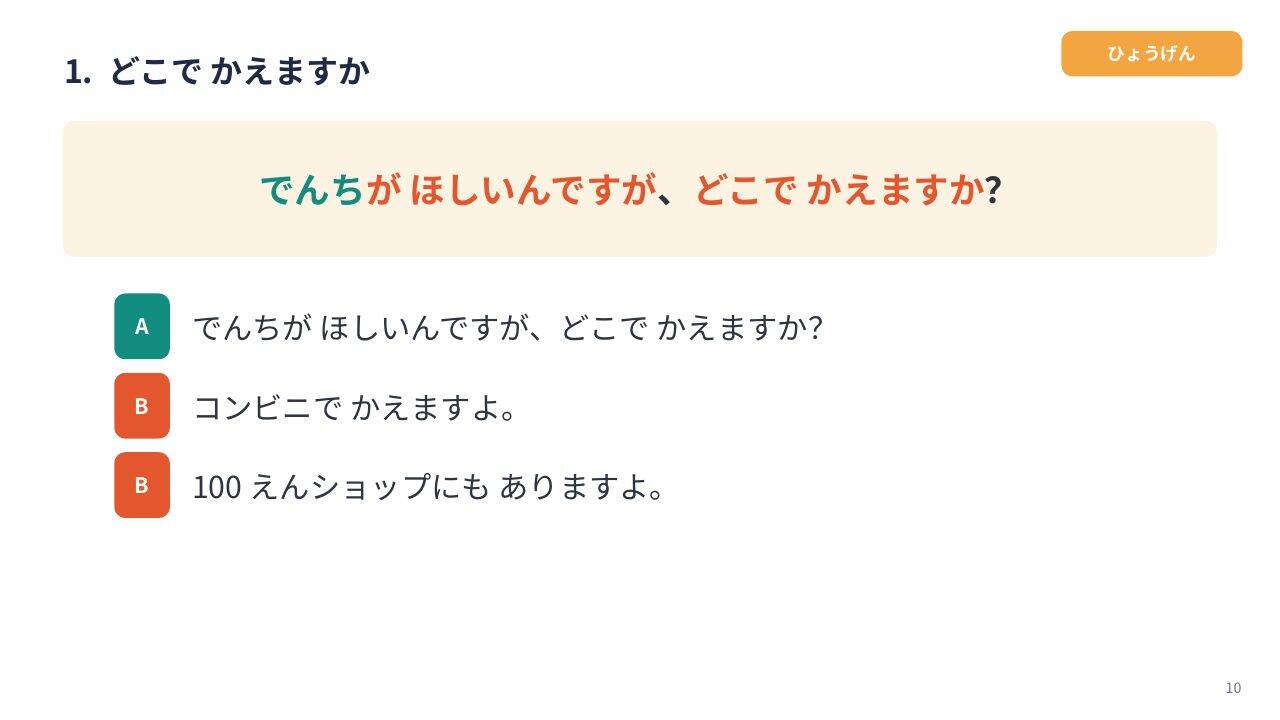 1. どこで かえますか
ひょうげん
でんちが ほしいんですが、どこで かえますか?
A でんちが ほしいんですが、どこで かえますか?
B コンビニで かえますよ。
B 100 えんショップにも ありますよ。
10